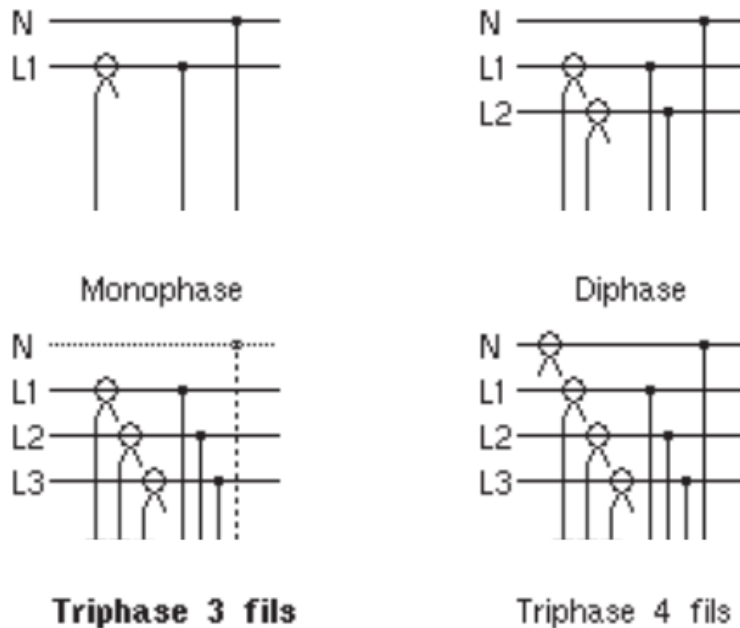 N
L1
Monophase
N
L1
L2
Diphase
N
L1
L2
L3
Triphase 3 fils
N
L1
L2
L3
Triphase 4 fils